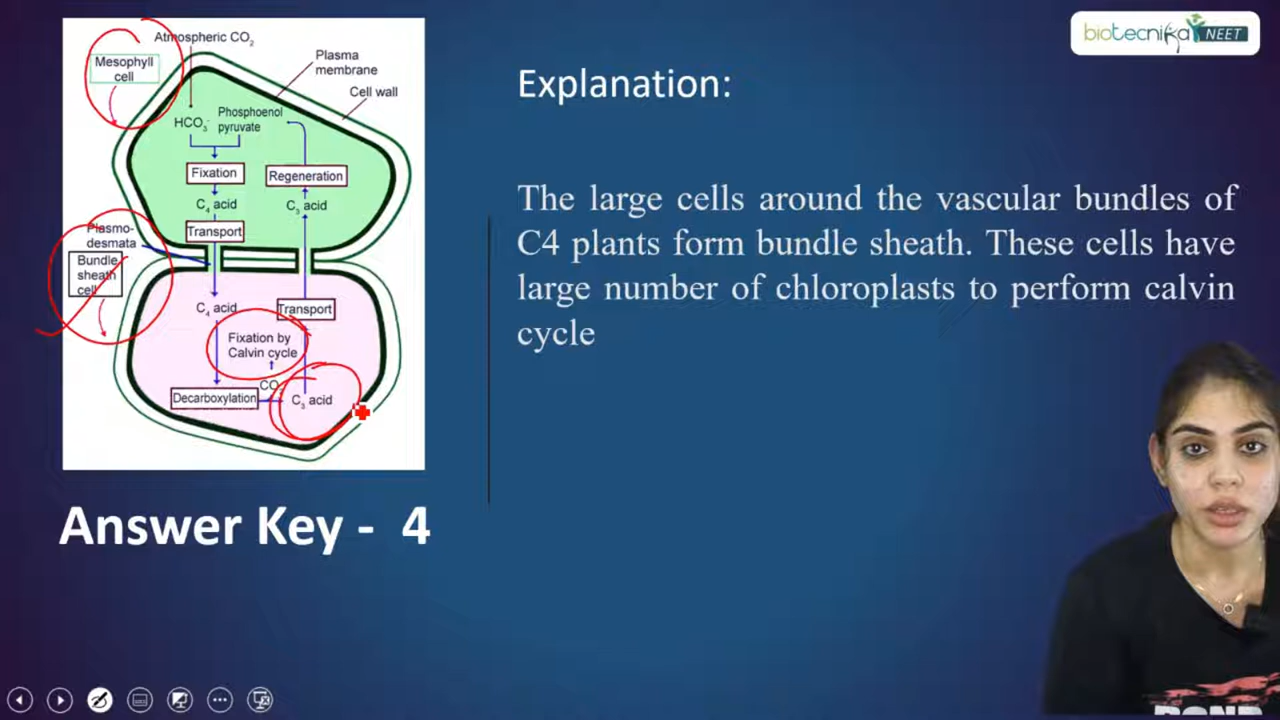 Atmospheric CO2
Mesophyll
cell
Plasma
membrane
Cell wall
HCO3-
Phosphoenol
pyruvate
Fixation
Regeneration
C4 acid
C3 acid
Transport
Plasmo-
desmata
Bundle
sheath
cell
C4 acid
Transport
Fixation by
Calvin cycle
CO2
Decarboxylation
C3 acid
Answer Key - 4
biotecnika NEET
Explanation:
The large cells around the vascular bundles of
C4 plants form bundle sheath. These cells have
large number of chloroplasts to perform calvin
cycle